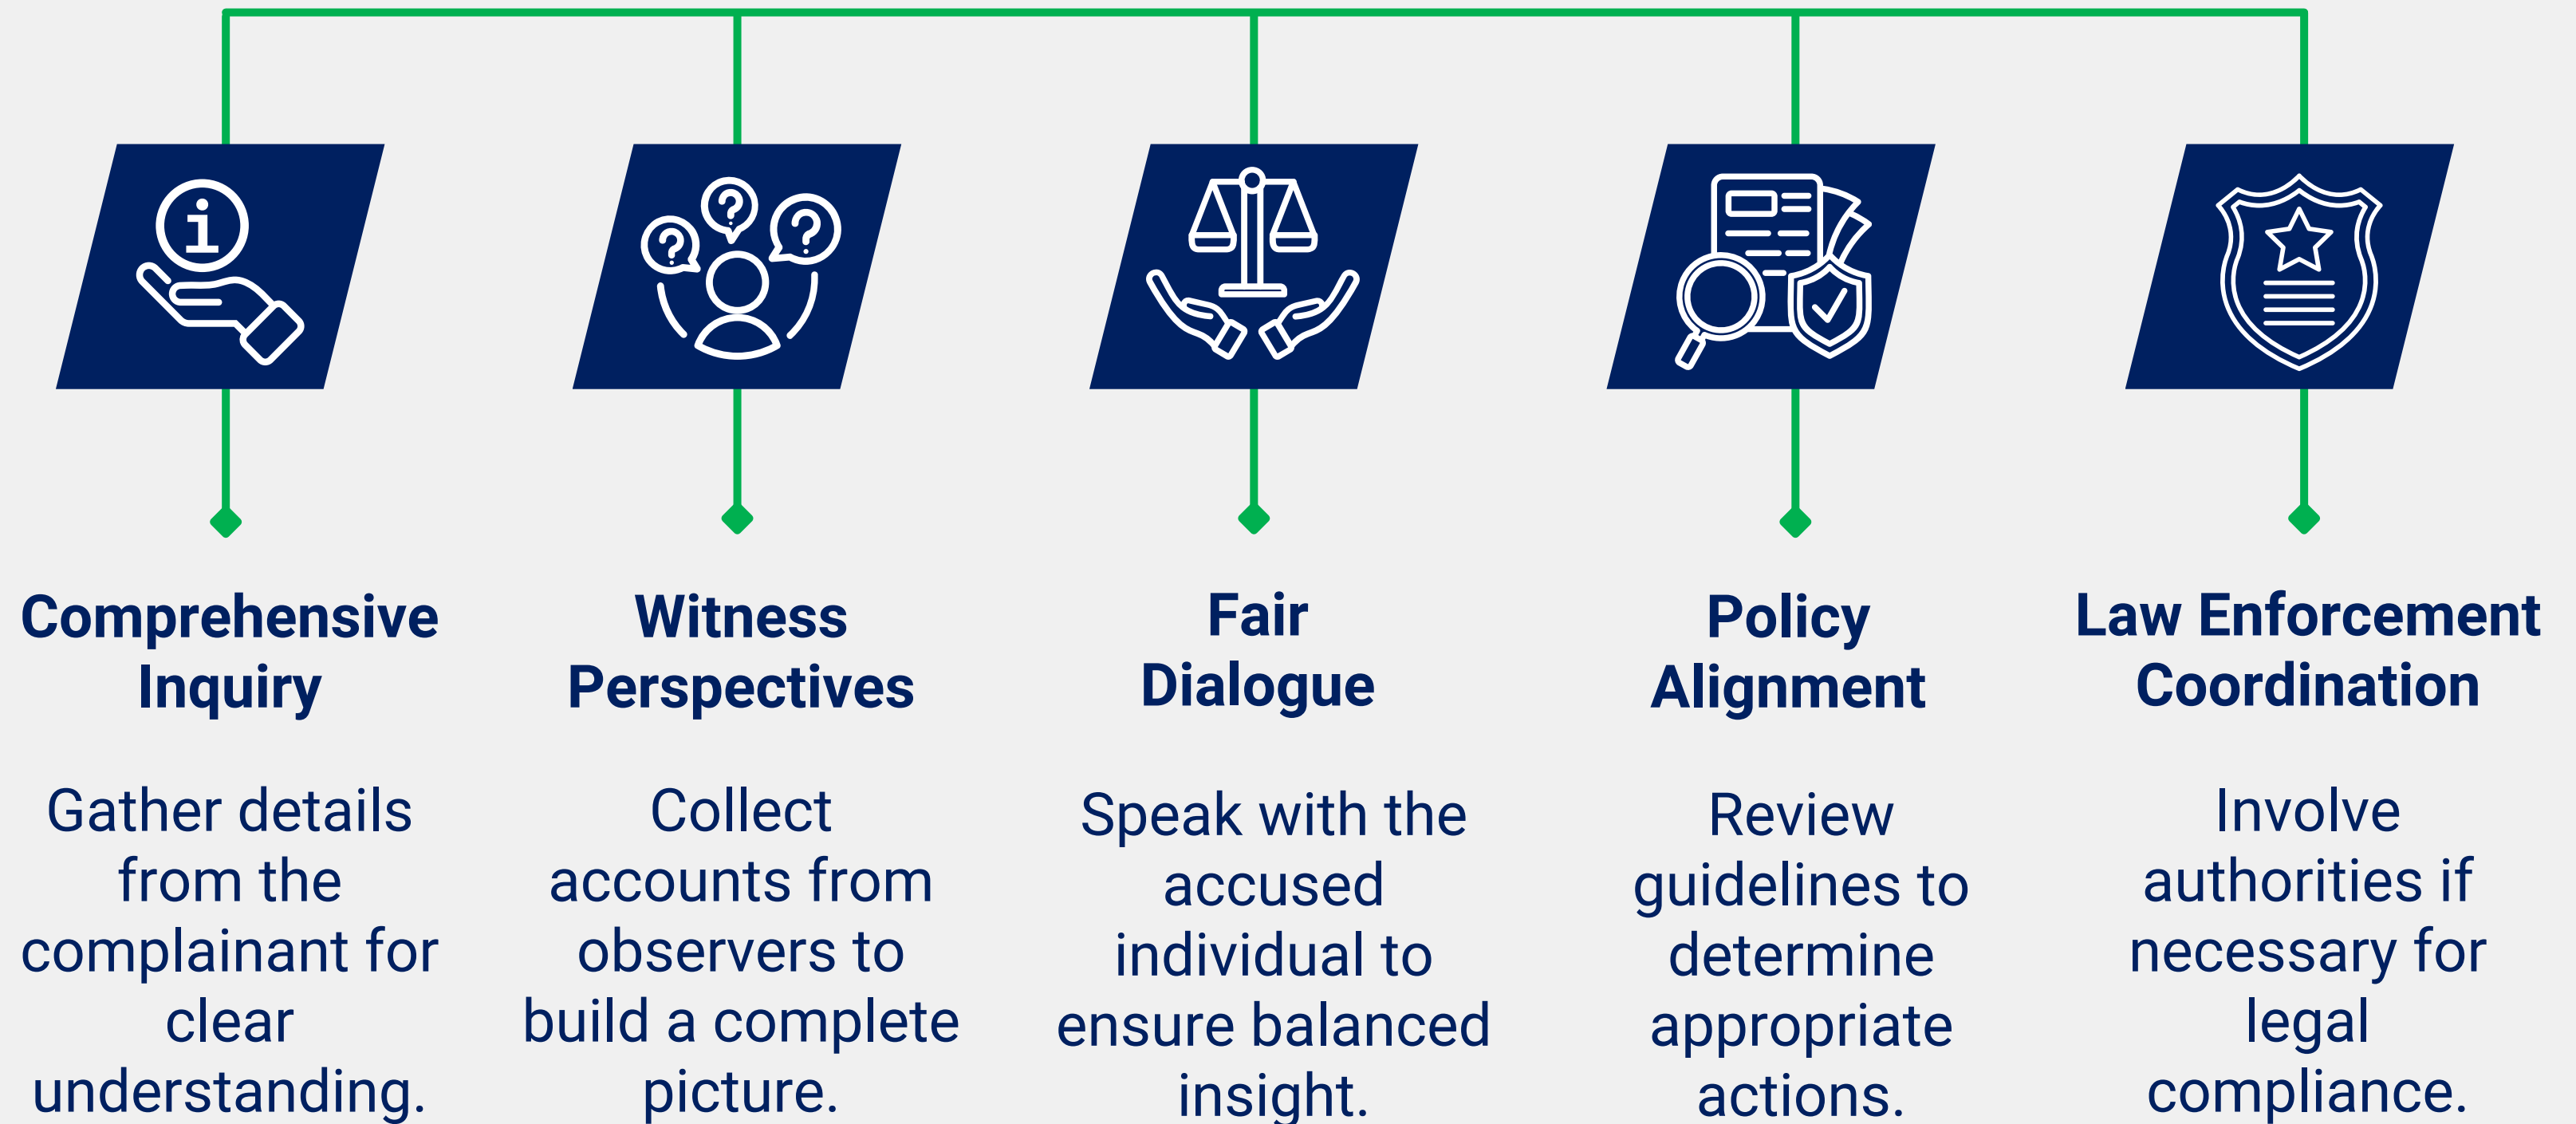 Comprehensive
Inquiry
Gather details
from the
complainant for
clear
understanding.
Witness
Perspectives
Collect
accounts from
observers to
build a complete
picture.
Fair
Dialogue
Speak with the
accused
individual to
ensure balanced
insight.
Policy
Alignment
Review
guidelines to
determine
appropriate
actions.
Law Enforcement
Coordination
Involve
authorities if
necessary for
legal
compliance.